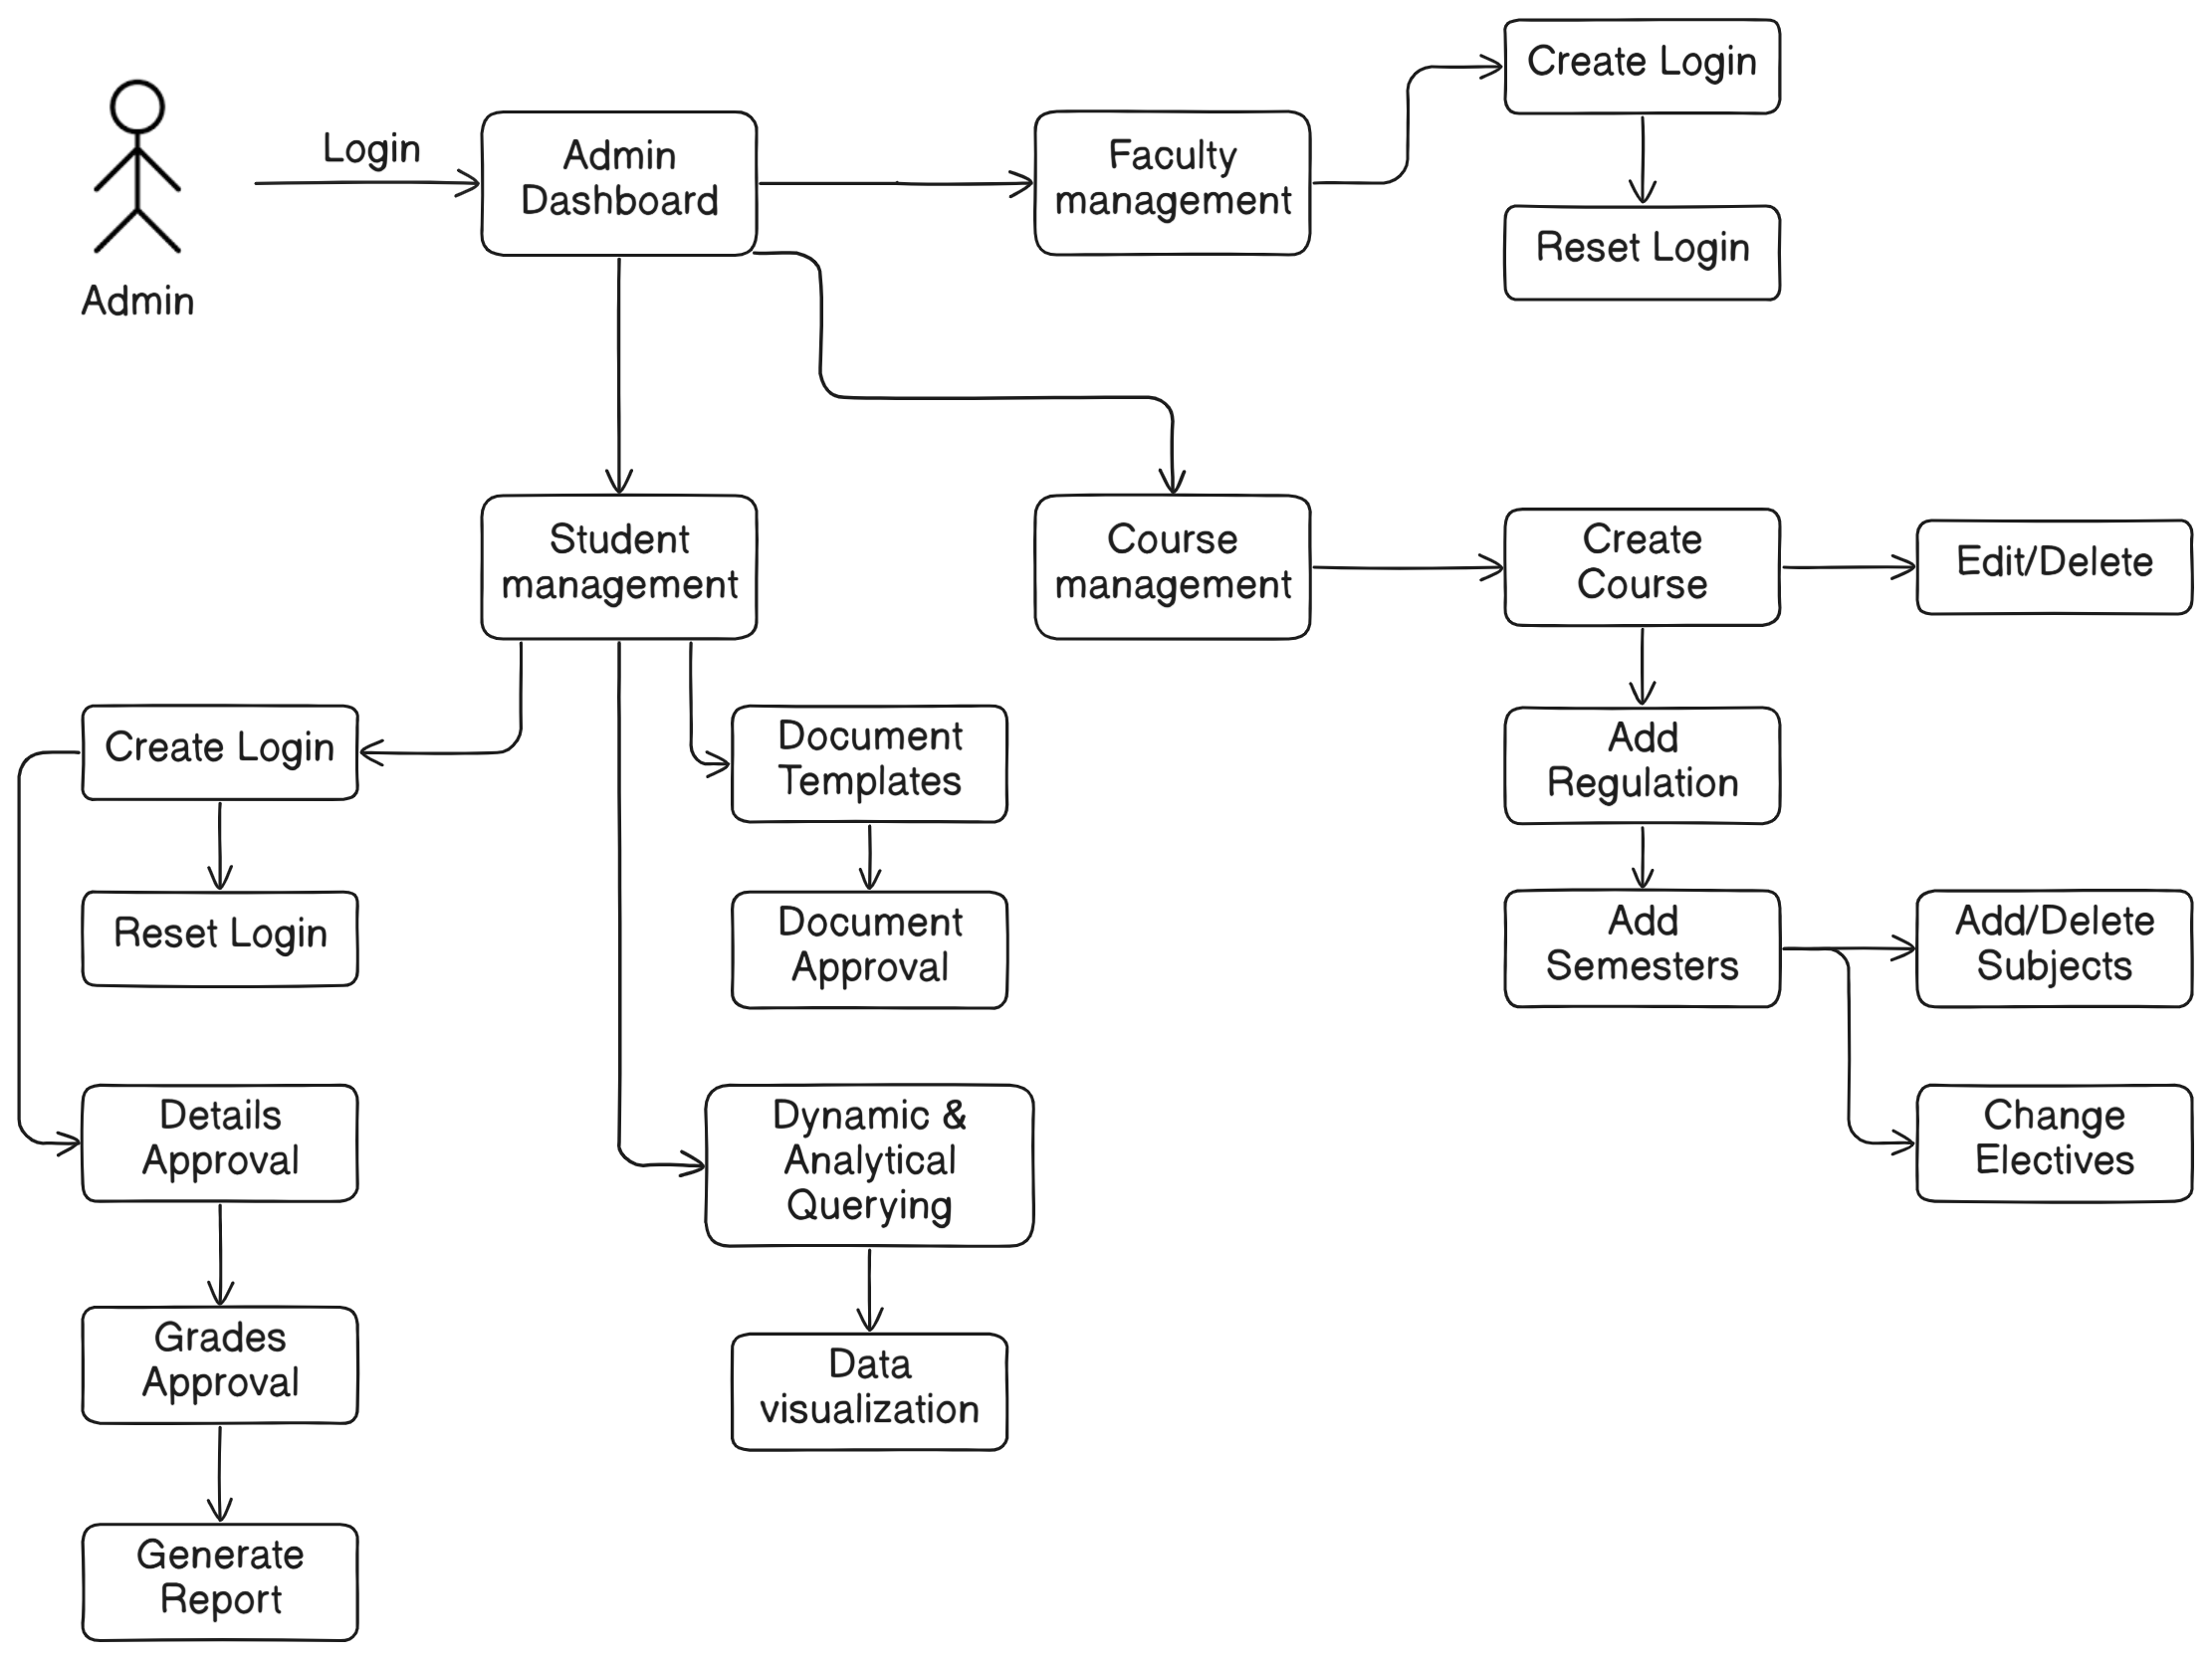 Create Login
Login
Admin
Dashboard
Faculty
management
Reset Login
Admin
Student
management
Course
management
Create
Course
Edit/Delete
Create Login
Document
Templates
Add
Regulation
Reset Login
Document
Approval
Add
Semesters
Add/Delete
Subjects
Details
Approval
Dynamic &
Analytical
Querying
Change
Electives
Grades
Approval
Data
visualization
Generate
Report